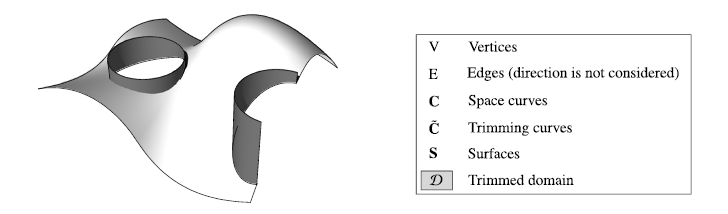 V Vertices
E Edges (direction is not considered)
C Space curves
C̃ Trimming curves
S Surfaces
𝒟 Trimmed domain